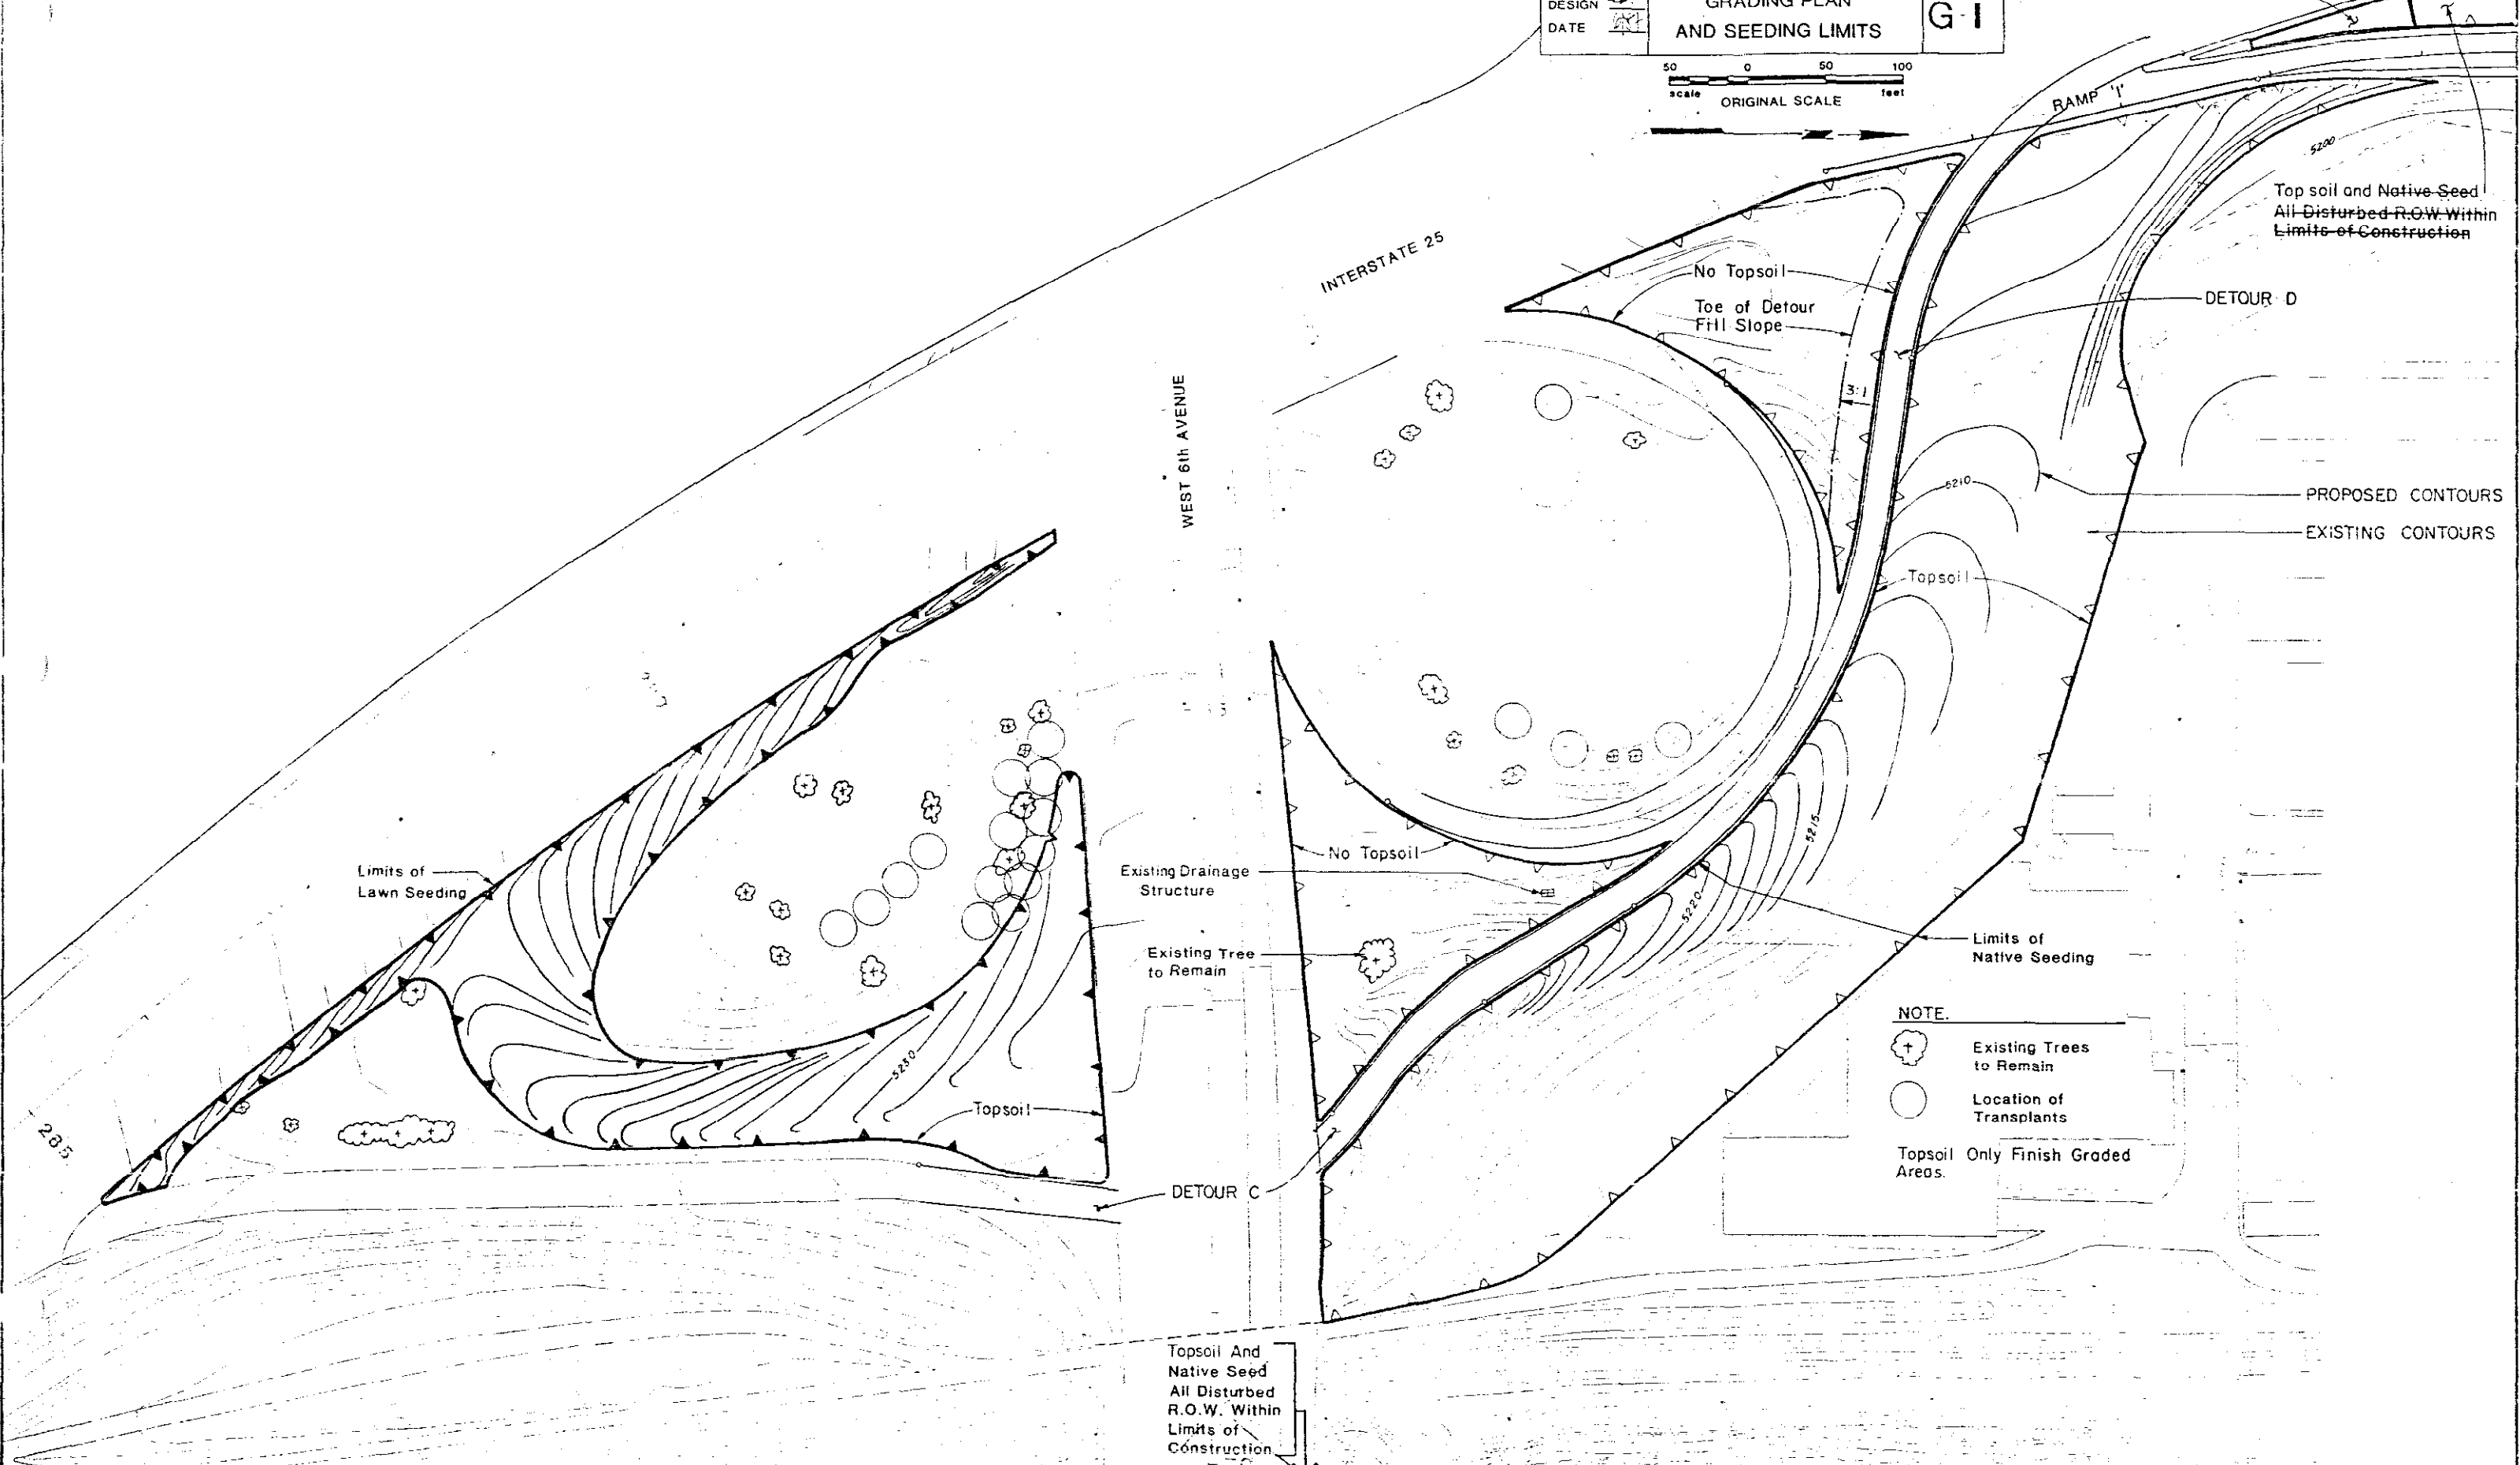 DESIGN
GRADING PLAN
G-1
DATE
AND SEEDING LIMITS
50 0 50 100
scale feet
ORIGINAL SCALE
RAMP 'I'
5200
Top soil and Native Seed
All Disturbed R.O.W. Within
Limits of Construction
INTERSTATE 25
No Topsoil
Toe of Detour
Fill Slope
DETOUR D
3:1
WEST 6th AVENUE
5210
PROPOSED CONTOURS
EXISTING CONTOURS
Topsoil
5215
No Topsoil
Limits of
Lawn Seeding
Existing Drainage
Structure
5220
Existing Tree
to Remain
Limits of
Native Seeding
NOTE.
Existing Trees
to Remain
Location of
Transplants
Topsoil Only Finish Graded
Areas.
5230
Topsoil
285
DETOUR C
Topsoil And
Native Seed
All Disturbed
R.O.W. Within
Limits of
Construction